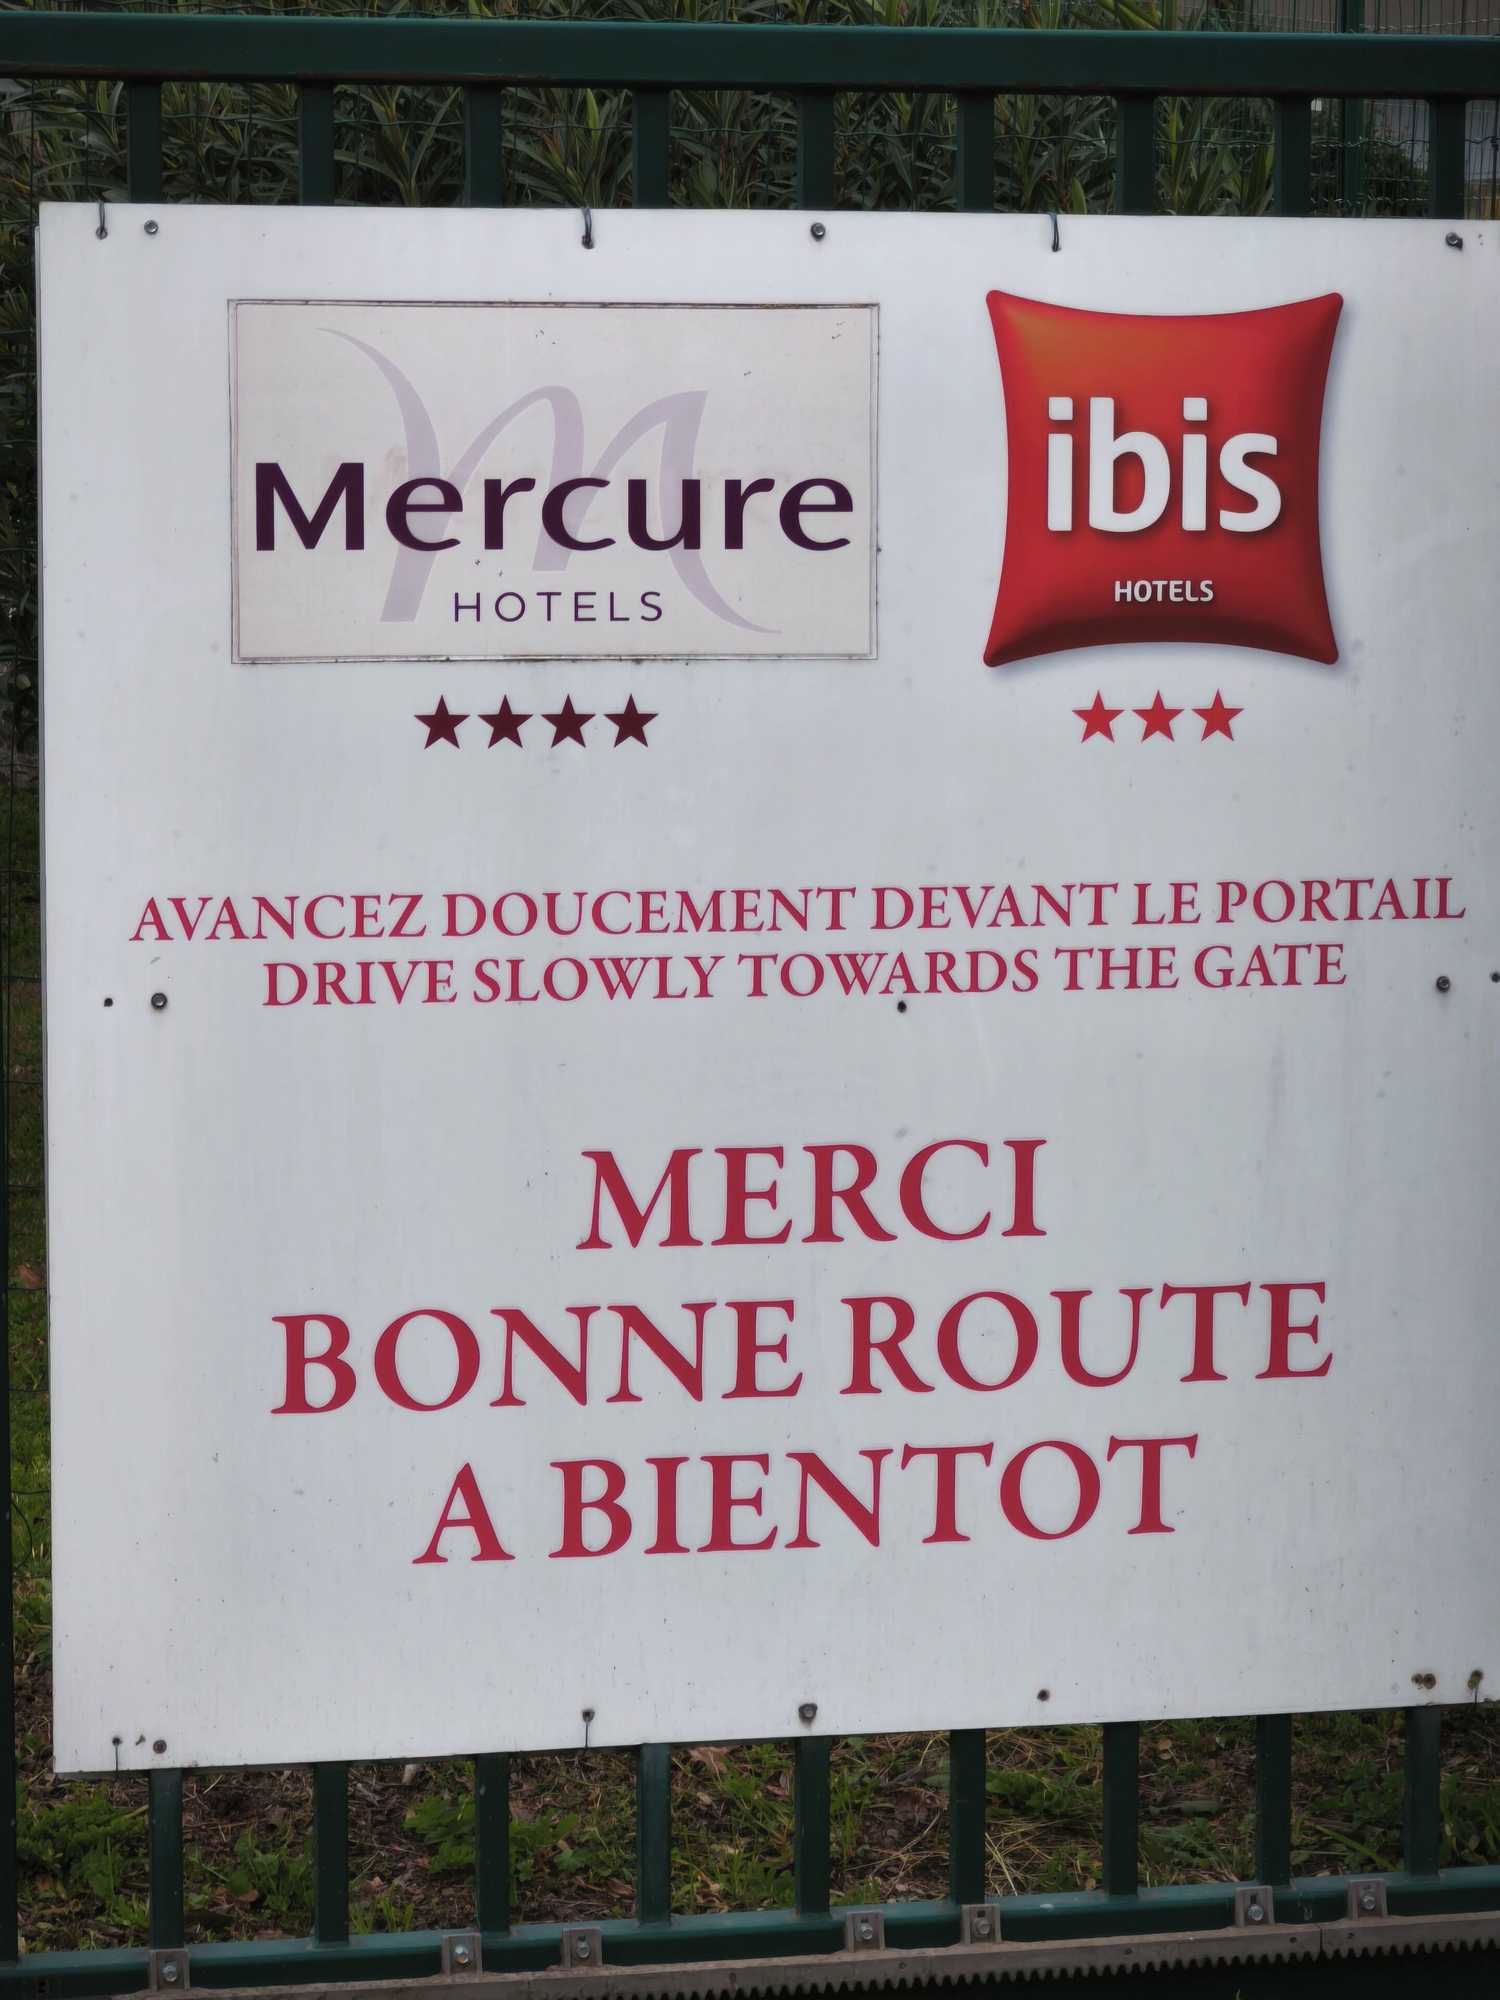 Mercure
HOTELS
★★★★
ibis
HOTELS
★★★
AVANCEZ DOUCEMENT DEVANT LE PORTAIL
DRIVE SLOWLY TOWARDS THE GATE
MERCI
BONNE ROUTE
A BIENTOT